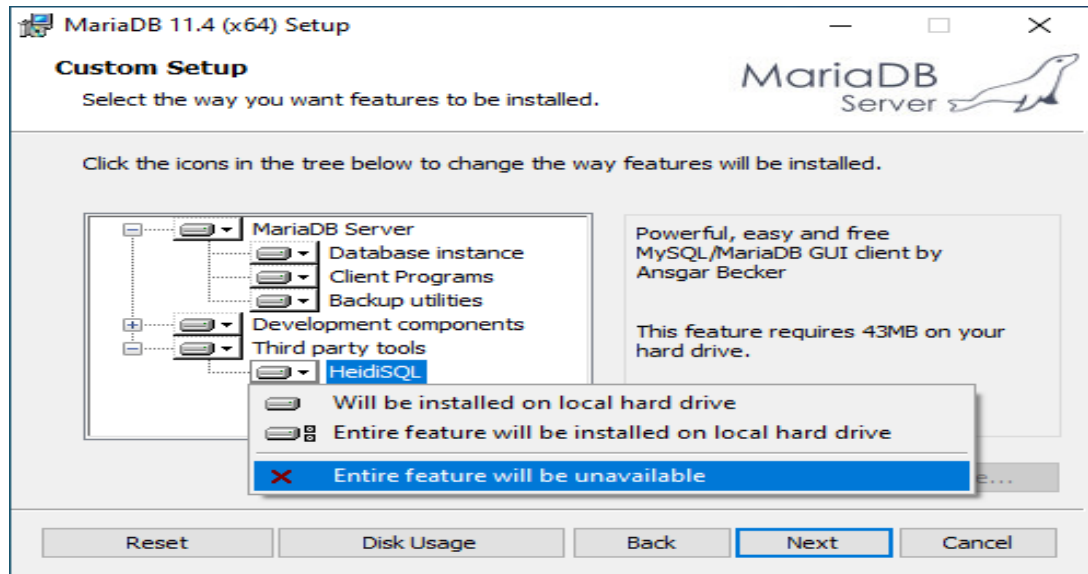 MariaDB 11.4 (x64) Setup
Custom Setup
Select the way you want features to be installed.
MariaDB
Server
Click the icons in the tree below to change the way features will be installed.
MariaDB Server
Database instance
Client Programs
Backup utilities
Development components
Third party tools
HeidiSQL
Powerful, easy and free
MySQL/MariaDB GUI client by
Ansgar Becker
This feature requires 43MB on your
hard drive.
Will be installed on local hard drive
Entire feature will be installed on local hard drive
Entire feature will be unavailable
Reset
Disk Usage
Back
Next
Cancel